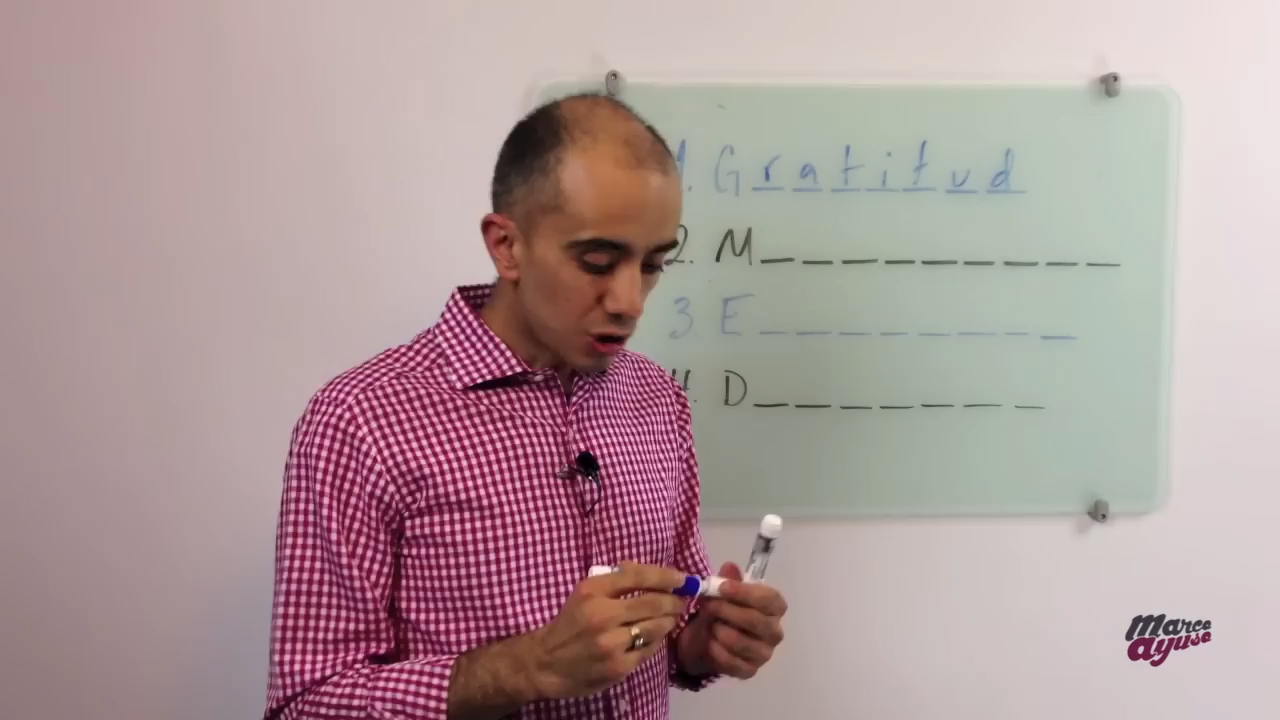 1. Gratitud
2. M _ _ _ _ _ _ _ _ _
3. E _ _ _ _ _ _ _ _
4. D _ _ _ _ _ _ _
Marco
ayuso